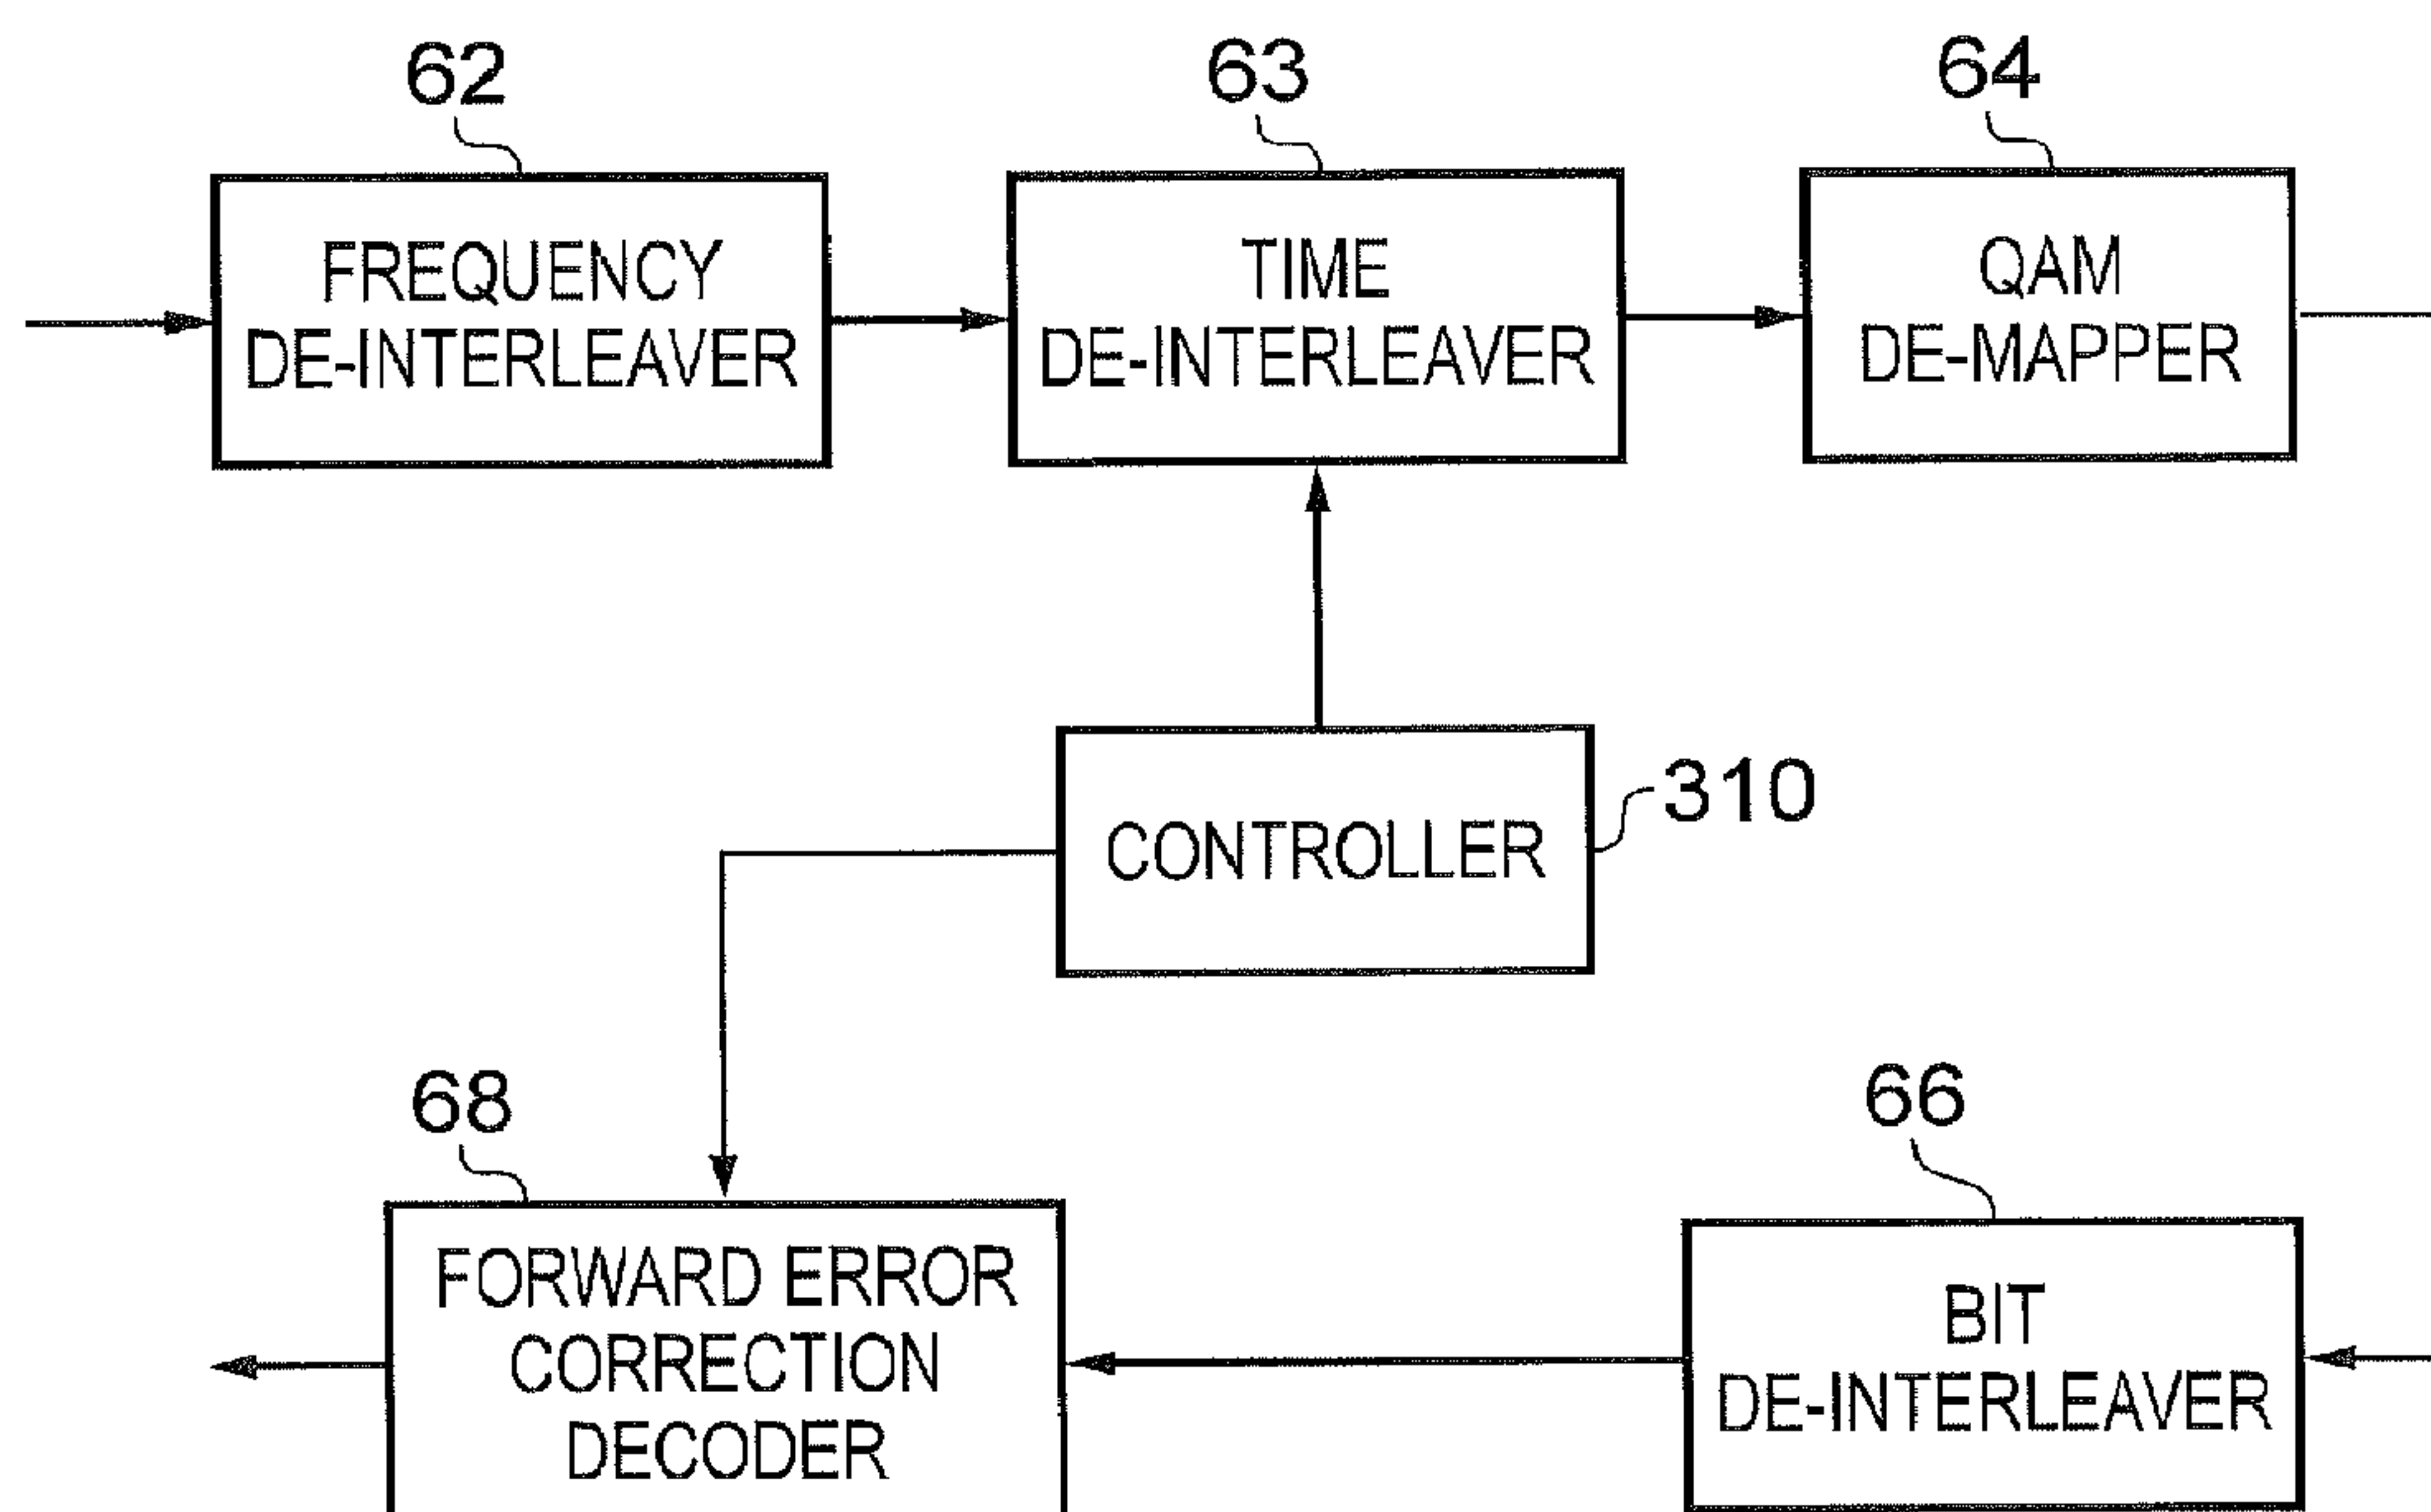 62
63
64
FREQUENCY
DE-INTERLEAVER
TIME
DE-INTERLEAVER
QAM
DE-MAPPER
CONTROLLER
310
68
66
FORWARD ERROR
CORRECTION
DECODER
BIT
DE-INTERLEAVER